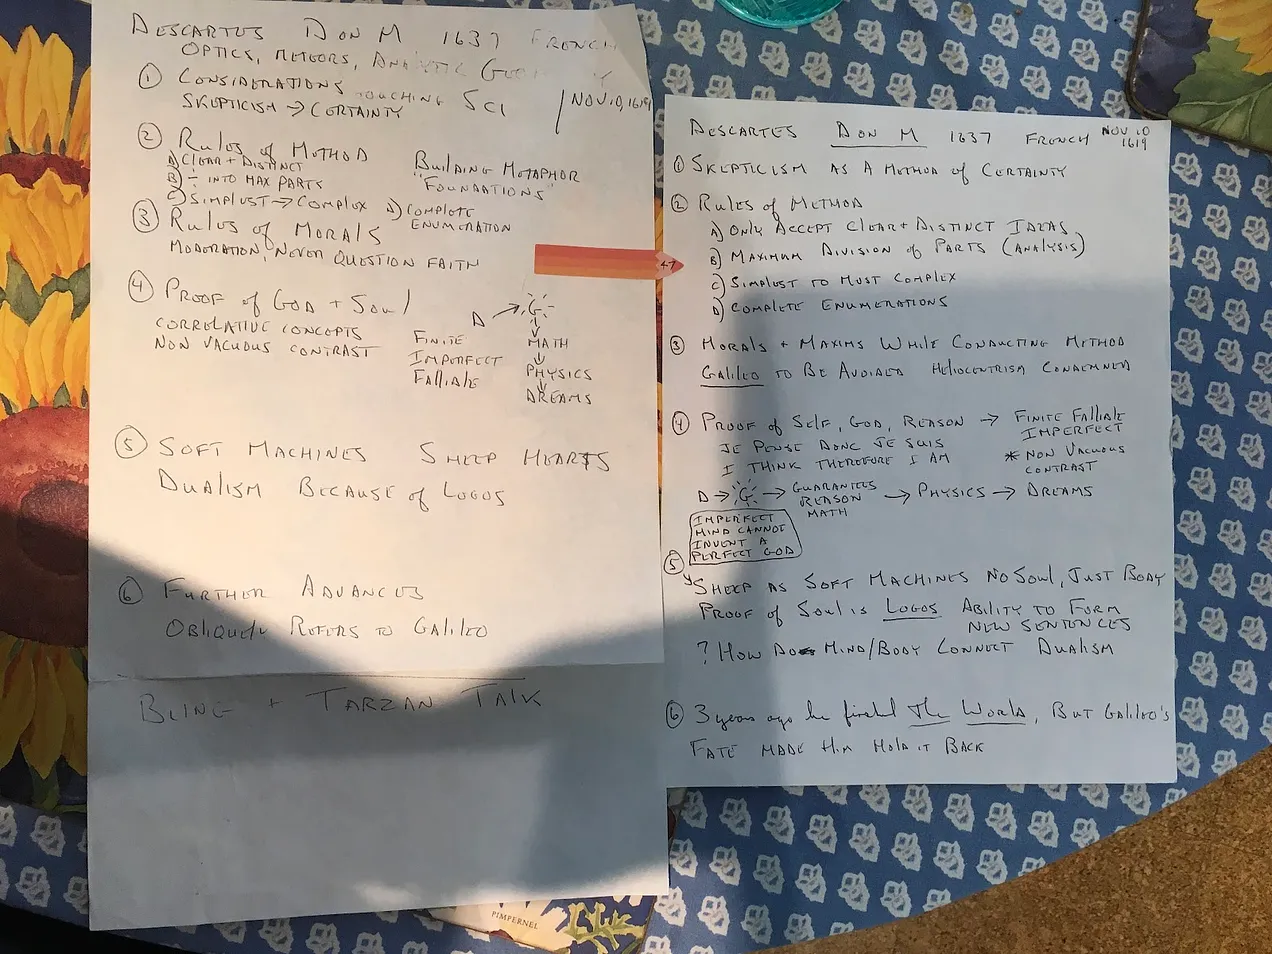 DESCARTES D ON M 1637 FRENCH
OPTICS, METEORS, ANALYTIC GEO Y
① CONSIDERATIONS TOUCHING SCI / NOV 10, 1619
SKEPTICISM → CERTAINTY
② RULES of METHOD
A) CLEAR + DISTINCT
B) ÷ INTO MAX PARTS
C) SIMPLEST → COMPLEX D) COMPLETE ENUMERATION
BUILDING METAPHOR
"FOUNDATIONS"
③ RULES of MORALS
MODERATION, NEVER QUESTION FAITH
④ PROOF of GOD + SOUL
CORRELATIVE CONCEPTS
NON VACUOUS CONTRAST
FINITE
IMPERFECT
FALLIABLE
D → G
↓
MATH
↓
PHYSICS
↓
DREAMS
⑤ SOFT MACHINES SHEEP HEARTS
DUALISM BECAUSE of LOGOS
⑥ FURTHER ADVANCES
OBLIQUELY REFERS TO GALILEO
BLING + TARZAN TALK
47
DESCARTES D ON M 1637 FRENCH NOV 10 1619
① SKEPTICISM AS A METHOD of CERTAINTY
② RULES of METHOD
A) ONLY ACCEPT CLEAR + DISTINCT IDEAS
B) MAXIMUM DIVISION of PARTS (ANALYSIS)
C) SIMPLEST TO MOST COMPLEX
D) COMPLETE ENUMERATIONS
③ MORALS + MAXIMS WHILE CONDUCTING METHOD
GALILEO TO BE AVOIDED HELIOCENTRISM CONDEMNED
④ PROOF of SELF, GOD, REASON → FINITE FALLIABLE
IMPERFECT
JE PENSE DONC JE SUIS
I THINK THEREFORE I AM
* NON VACUOUS
CONTRAST
D → G → GUARANTEES REASON MATH → PHYSICS → DREAMS
IMPERFECT
MIND CANNOT
INVENT A
PERFECT GOD
⑤ SHEEP AS SOFT MACHINES NO SOUL, JUST BODY
PROOF of SOUL IS LOGOS ABILITY TO FORM
NEW SENTENCES
? HOW DO MIND/BODY CONNECT DUALISM
⑥ 3 years ago he finished The WORLD, BUT GALILEO'S
FATE MADE HIM HOLD IT BACK
PIMPERNEL